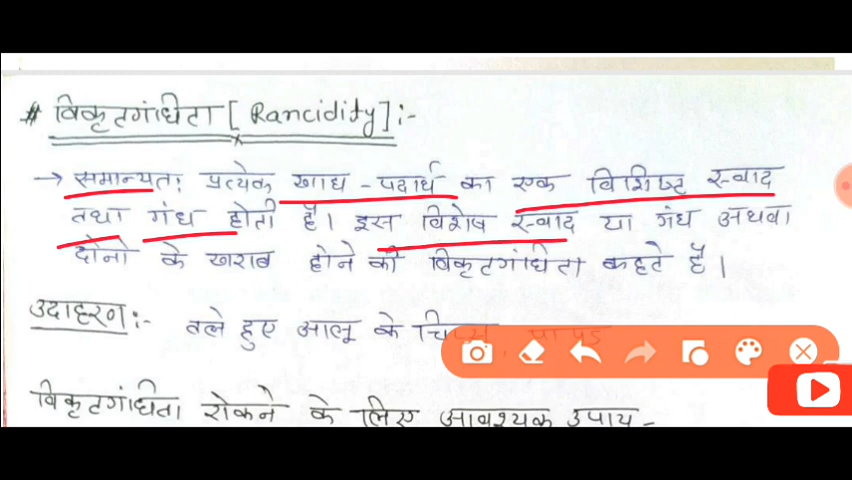 # विकृतगंधिता [ Rancidity ] :-
→ समान्यतः प्रत्येक खाद्य - पदार्थ का एक विशिष्ट स्वाद
तथा गंध होती है। इस विशेष स्वाद या गंध अथवा
दोनो के खराब होने की विकृतगंधिता कहते है।
उदाहरण :- तले हुए आलू के चिप्स,
विकृतगंधिता रोकने के लिए आवश्यक उपाय -